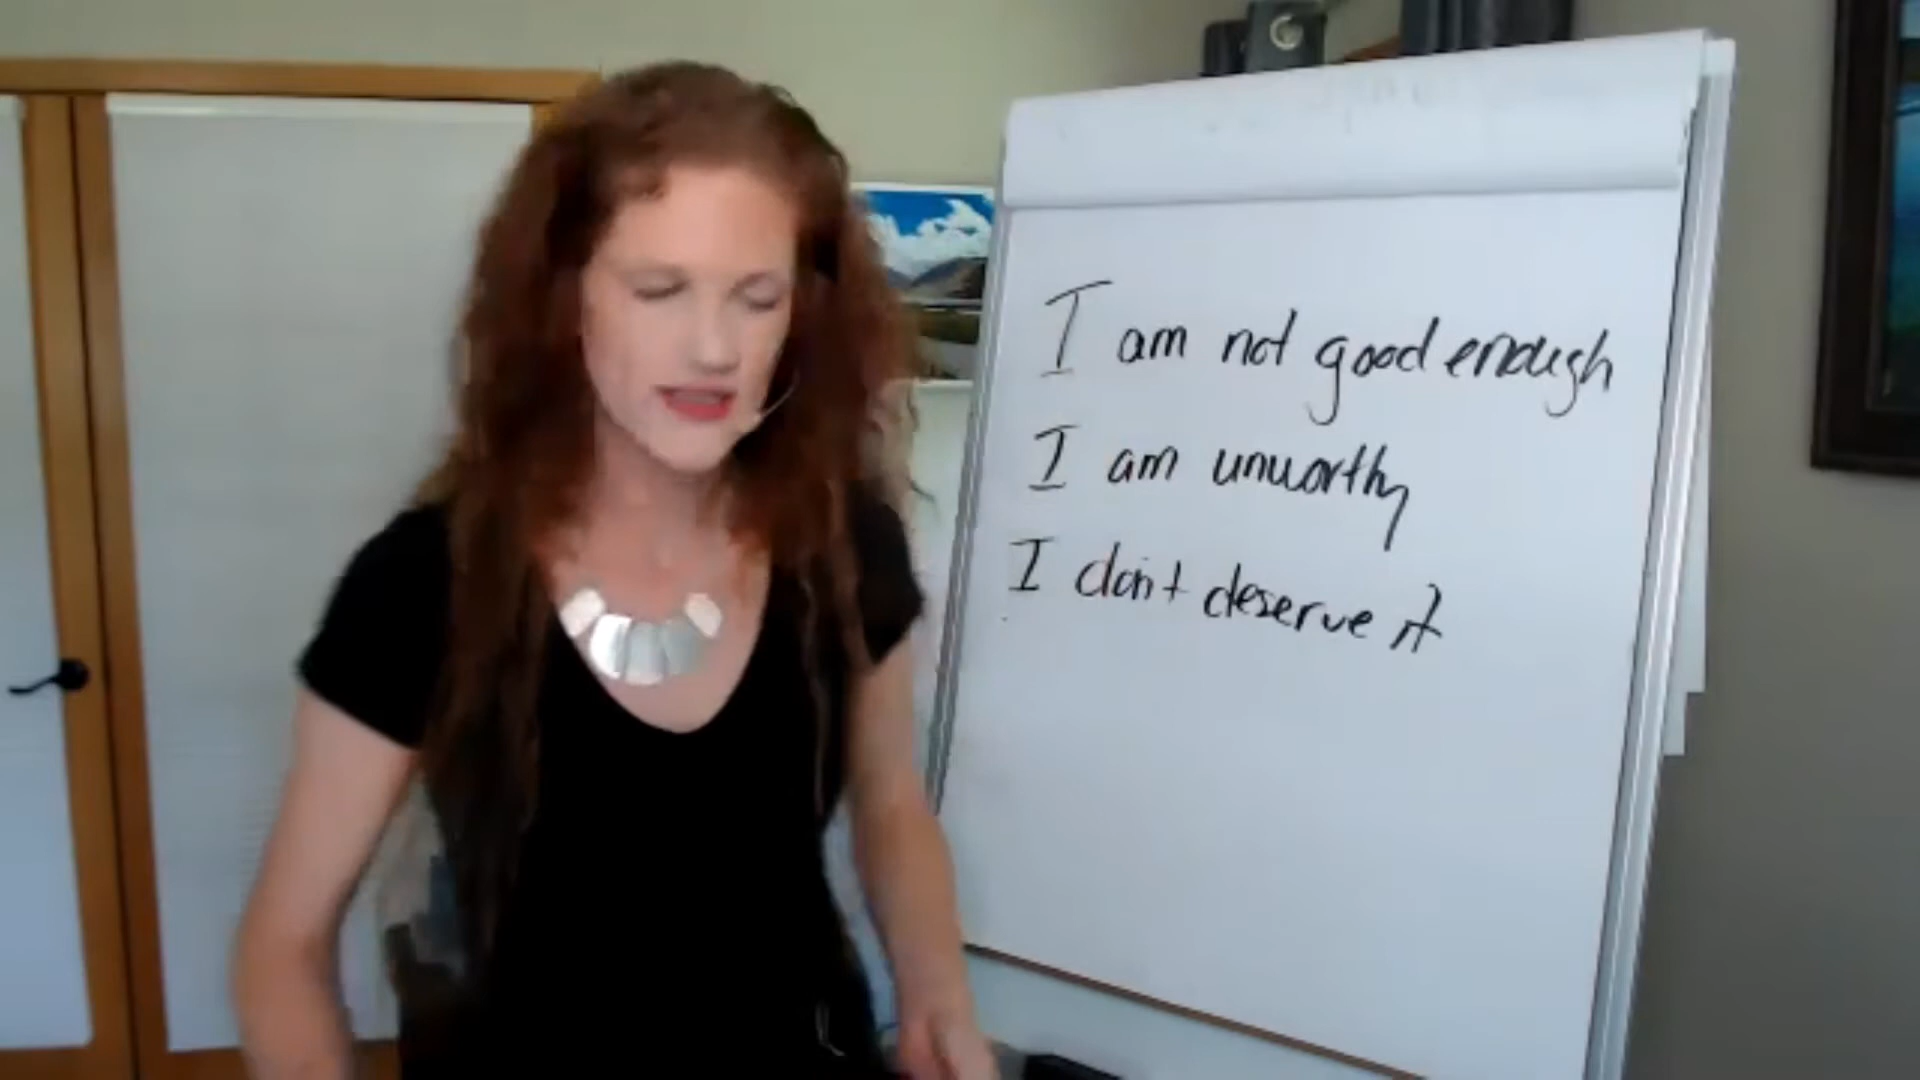 I am not good enough
I am unworthy
I don't deserve it